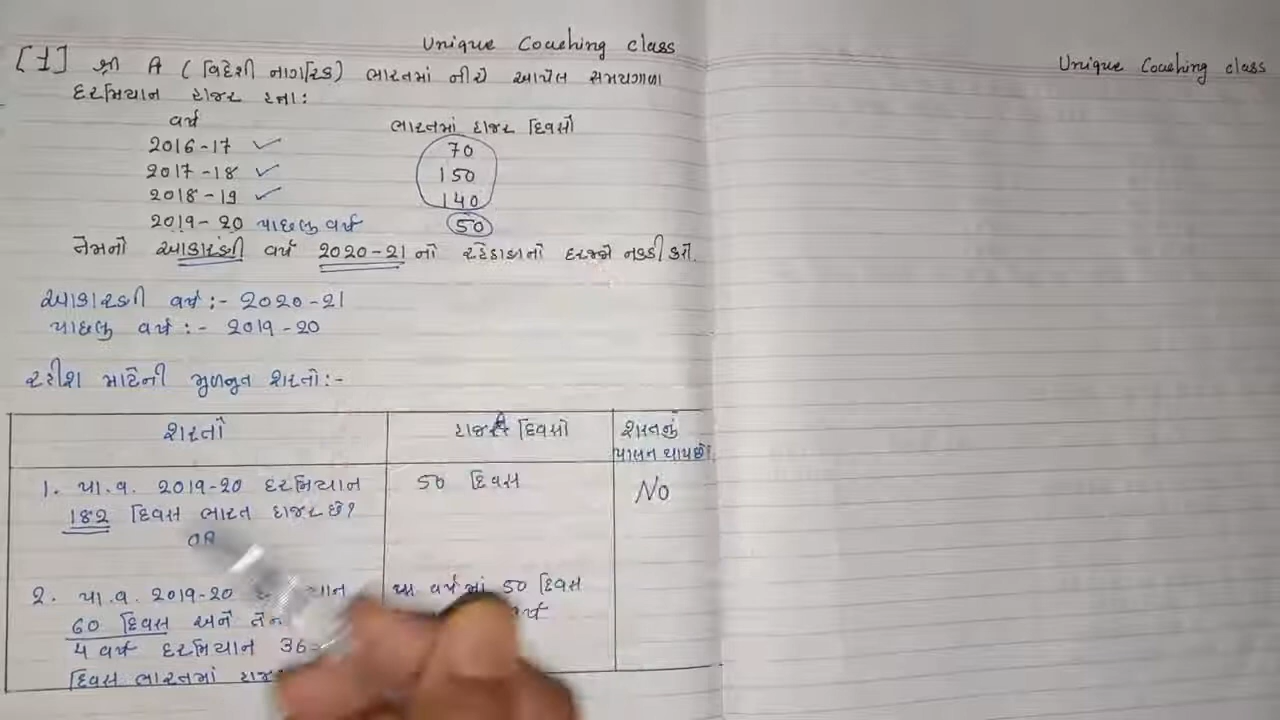 Unique Coaching class
Unique Coaching class
[1] શ્રી A (વિદેશી નાગરિક) ભારતમાં નીચે આપેલ સમયગાળા
દરમિયાન હાજર રહ્યા:
વર્ષ ભારતમાં હાજર દિવસો
2016-17 ✓ 70
2017-18 ✓ 150
2018-19 ✓ 140
2019-20 પાછલુ વર્ષ 50
તેમનો આકારણી વર્ષ 2020-21 નો રહેઠાણનો દરજ્જો નક્કી કરો.
આકારણી વર્ષ:- 2020-21
પાછલુ વર્ષ:- 2019-20
રહીશ માટેની મુળભુત શરતો:-
શરતો હાજર દિવસો શરતનું
પાલન થાય છે?
1. પા.વ. 2019-20 દરમિયાન 50 દિવસ No
182 દિવસ ભારત હાજર છે?
OR
2. પા.વ. 2019-20 વર્ષમાં 50 દિવસ
60 દિવસ અને વર્ષ
4 વર્ષ દરમિયાન 36
દિવસ ભારતમાં